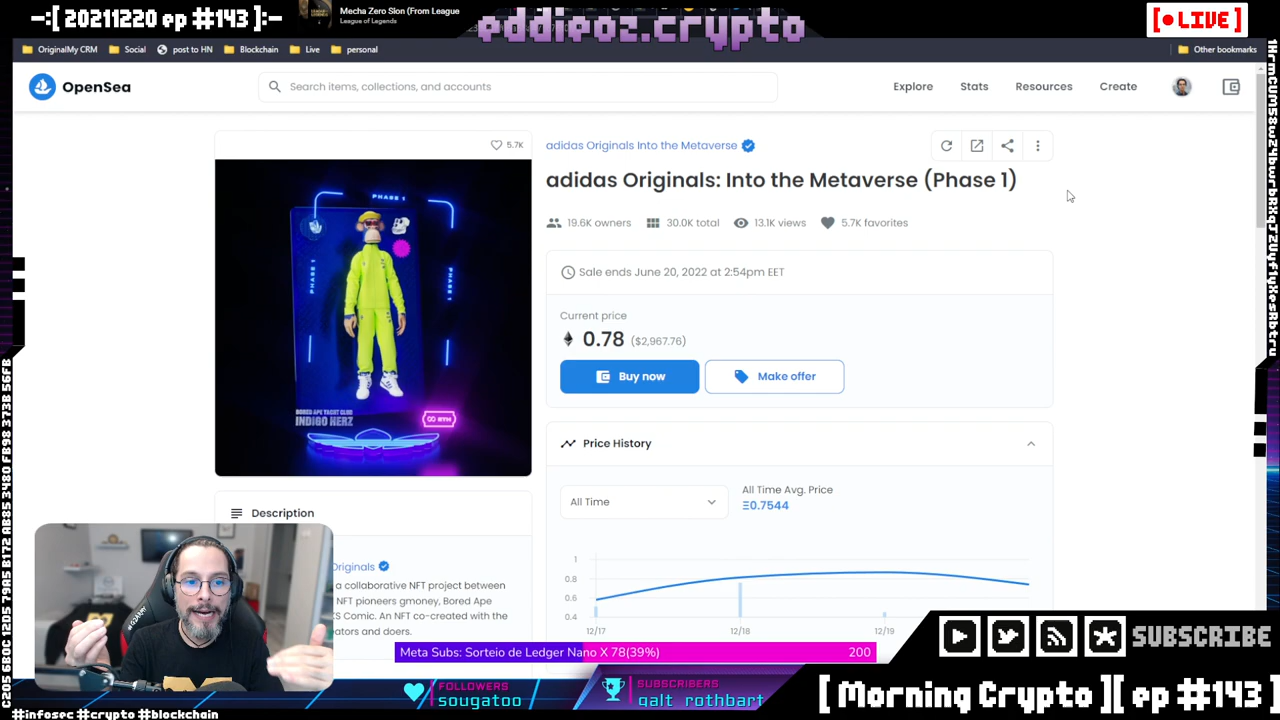 -:[ 20211220 ep #143 ]:-
Mecha Zero Sion (From League
League of Legends
eddieoz.crypto
[● LIVE]
OriginalMy CRM
Social
post to HN
Blockchain
Live
personal
Other bookmarks
OpenSea
Search items, collections, and accounts
Explore
Stats
Resources
Create
5.7K
adidas Originals Into the Metaverse
adidas Originals: Into the Metaverse (Phase 1)
19.6K owners
30.0K total
13.1K views
5.7K favorites
PHASE 1
PHASE 1
PHASE 1
BORED APE YACHT CLUB
INDIGO HERZ
Sale ends June 20, 2022 at 2:54pm EET
Current price
0.78 ($2,967.76)
Buy now
Make offer
Price History
All Time
All Time Avg. Price
Ξ0.7544
1
0.8
0.6
0.4
12/17
12/18
12/19
Description
Originals
a collaborative NFT project between
NFT pioneers gmoney, Bored Ape
S Comic. An NFT co-created with the
ators and doers.
Meta Subs: Sorteio de Ledger Nano X 78(39%)
200
FOLLOWERS
sougatoo
SUBSCRIBERS
galt_rothbart
SUBSCRIBE
[ Morning Crypto ][ ep #143 ]
#infosec #crypto #blockchain